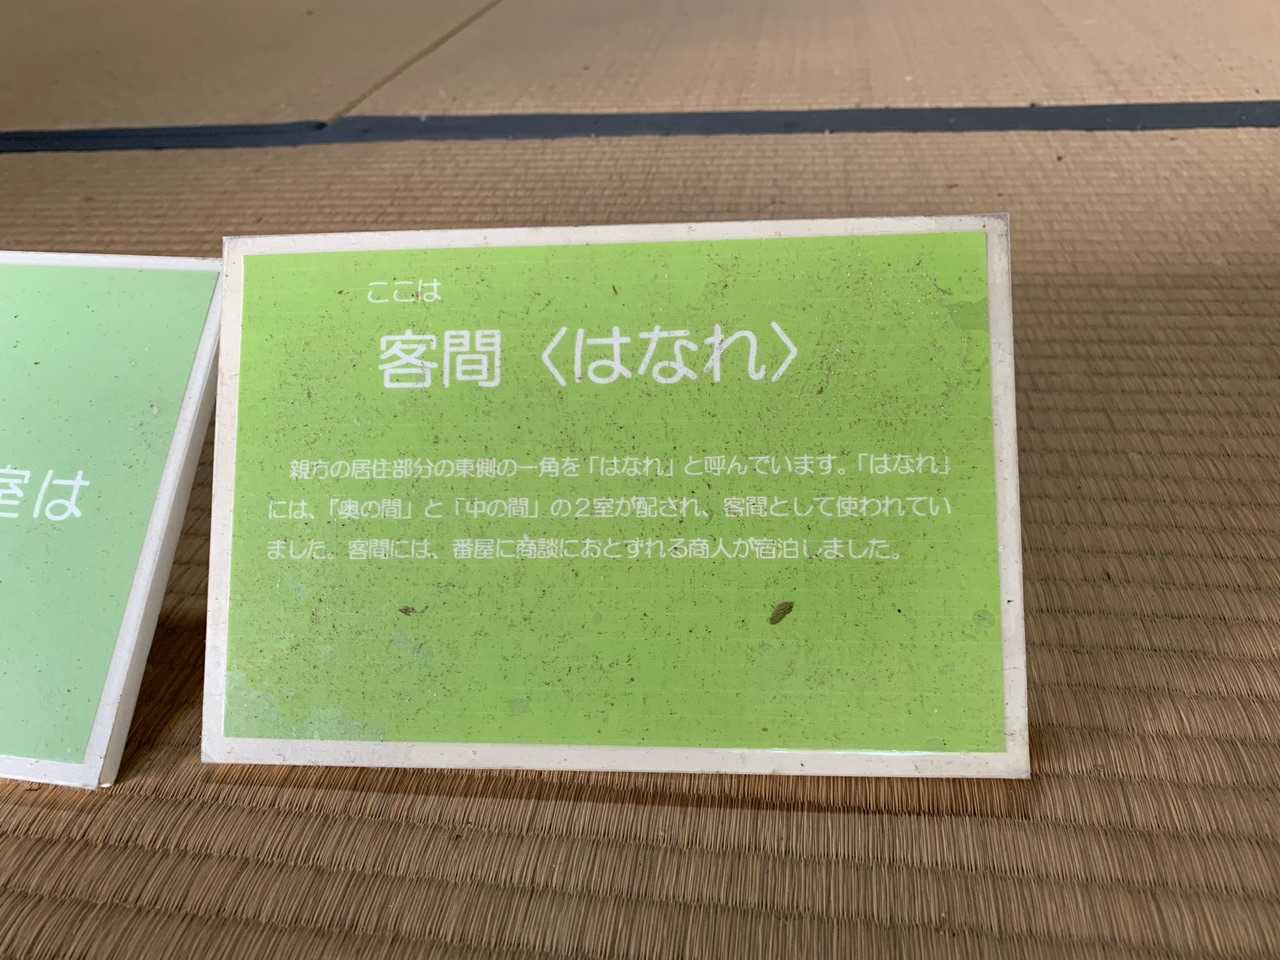 ここは
客間〈はなれ〉
親方の居住部分の東側の一角を「はなれ」と呼んでいます。「はなれ」
には、「奥の間」と「中の間」の2室が配され、客間として使われてい
ました。客間には、番屋に商談におとずれる商人が宿泊しました。
室は